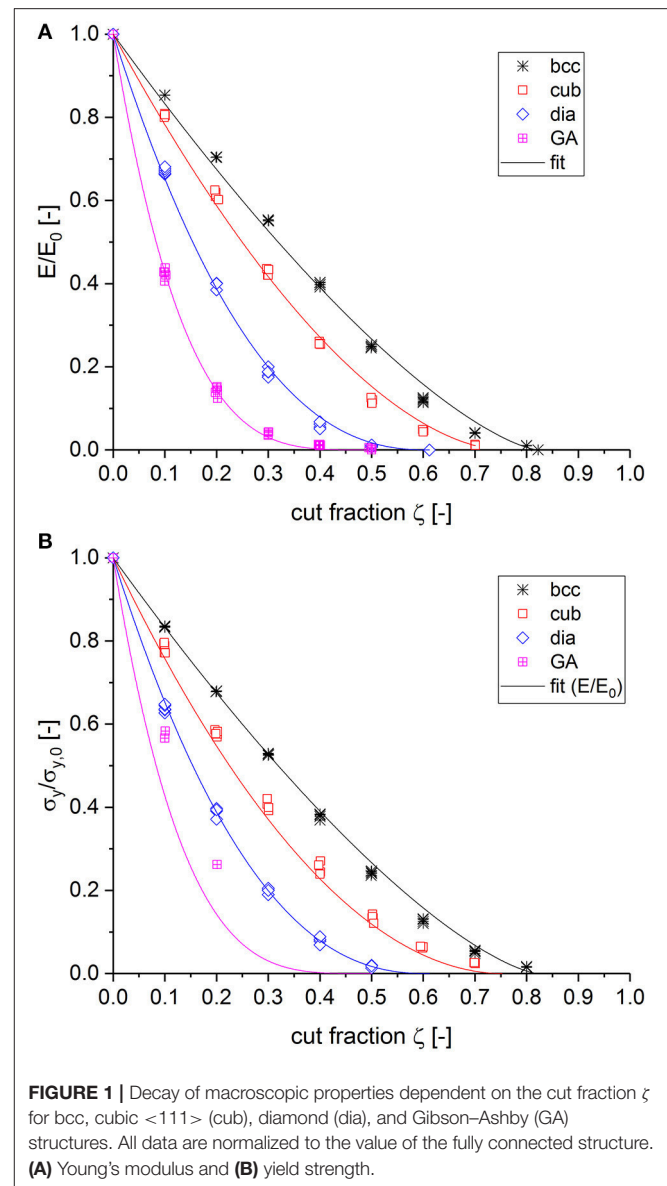 A
1.0
0.8
0.6
0.4
0.2
0.0
E/E₀ [-]
bcc
cub
dia
GA
fit
0.0 0.1 0.2 0.3 0.4 0.5 0.6 0.7 0.8 0.9 1.0
cut fraction ζ [-]
B
1.0
0.8
0.6
0.4
0.2
0.0
σy/σy,0 [-]
bcc
cub
dia
GA
fit (E/E₀)
0.0 0.1 0.2 0.3 0.4 0.5 0.6 0.7 0.8 0.9 1.0
cut fraction ζ [-]
FIGURE 1 | Decay of macroscopic properties dependent on the cut fraction ζ
for bcc, cubic <111> (cub), diamond (dia), and Gibson–Ashby (GA)
structures. All data are normalized to the value of the fully connected structure.
(A) Young's modulus and (B) yield strength.